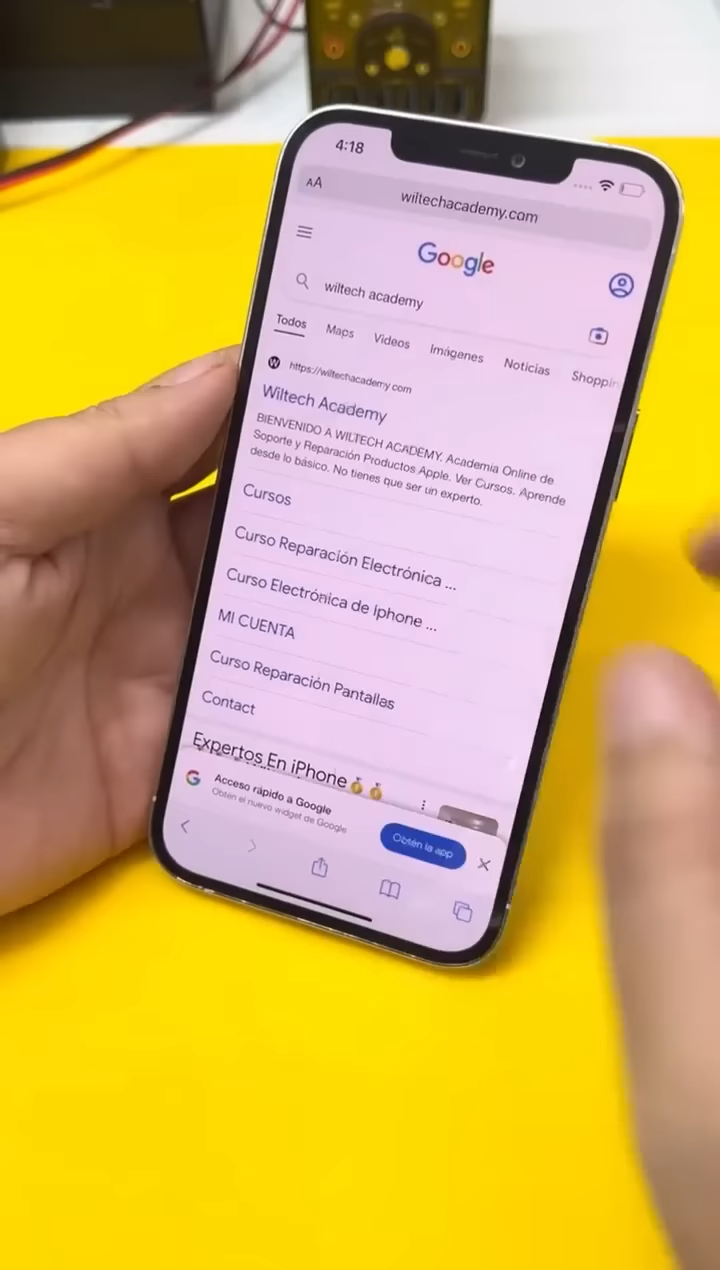 4:18
AA
wiltechacademy.com
Google
wiltech academy
Todos Maps Videos Imágenes Noticias Shoppin
W https://wiltechacademy.com
Wiltech Academy
BIENVENIDO A WILTECH ACADEMY. Academia Online de
Soporte y Reparación Productos Apple. Ver Cursos. Aprende
desde lo básico. No tienes que ser un experto.
Cursos
Curso Reparación Electrónica ...
Curso Electrónica de Iphone ...
MI CUENTA
Curso Reparación Pantallas
Contact
Expertos En iPhone🥇🥇
G Acceso rápido a Google
Obtén el nuevo widget de Google
Obtén la app